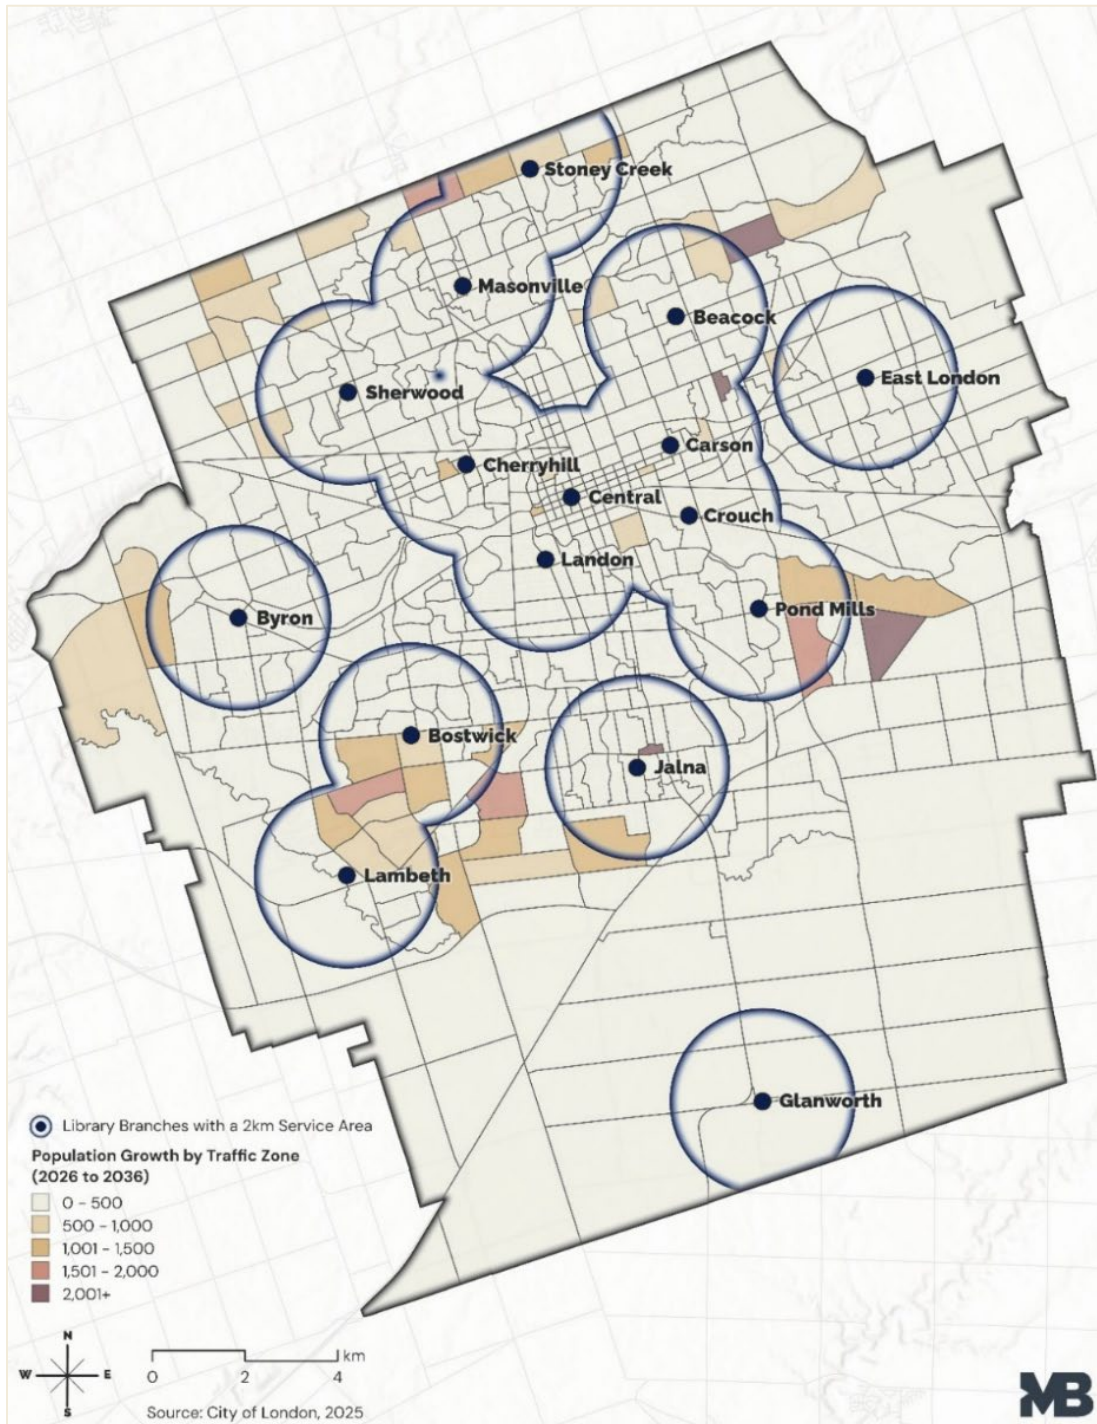 Stoney Creek
Masonville
Beacock
East London
Sherwood
Carson
Cherryhill
Central
Crouch
Landon
Pond Mills
Byron
Bostwick
Jalna
Lambeth
Glanworth
Library Branches with a 2km Service Area
Population Growth by Traffic Zone
(2026 to 2036)
0 - 500
500 - 1,000
1,001 - 1,500
1,501 - 2,000
2,001+
N
W E
S
km
0 2 4
Source: City of London, 2025
MB